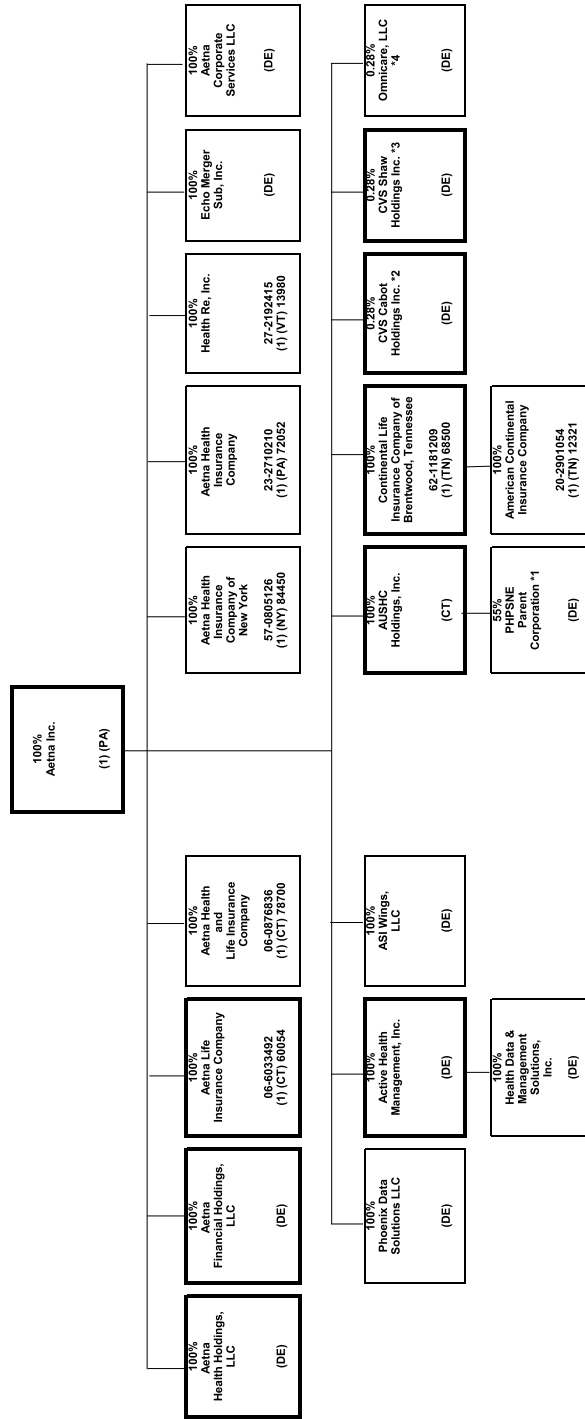 100%
Aetna Inc.
(1) (PA)
100%
Aetna
Health Holdings,
LLC
(DE)
100%
Aetna
Financial Holdings,
LLC
(DE)
100%
Aetna Life
Insurance Company
06-6033492
(1) (CT) 60054
100%
Aetna Health
and
Life Insurance
Company
06-0876836
(1) (CT) 78700
100%
Aetna Health
Insurance
Company of
New York
57-0805126
(1) (NY) 84450
100%
Aetna Health
Insurance
Company
23-2710210
(1) (PA) 72052
100%
Health Re, Inc.
27-2192415
(1) (VT) 13980
100%
Echo Merger
Sub, Inc.
(DE)
100%
Aetna
Corporate
Services LLC
(DE)
100%
Phoenix Data
Solutions LLC
(DE)
100%
Active Health
Management, Inc.
(DE)
100%
ASI Wings,
LLC
(DE)
100%
AUSHC
Holdings, Inc.
(CT)
100%
Continental Life
Insurance Company of
Brentwood, Tennessee
62-1181209
(1) (TN) 68500
0.28%
CVS Cabot
Holdings Inc. *2
(DE)
0.28%
CVS Shaw
Holdings Inc. *3
(DE)
0.28%
Omnicare, LLC
*4
(DE)
100%
Health Data &
Management
Solutions,
Inc.
(DE)
55%
PHPSNE
Parent
Corporation *1
(DE)
100%
American Continental
Insurance Company
20-2901054
(1) (TN) 12321